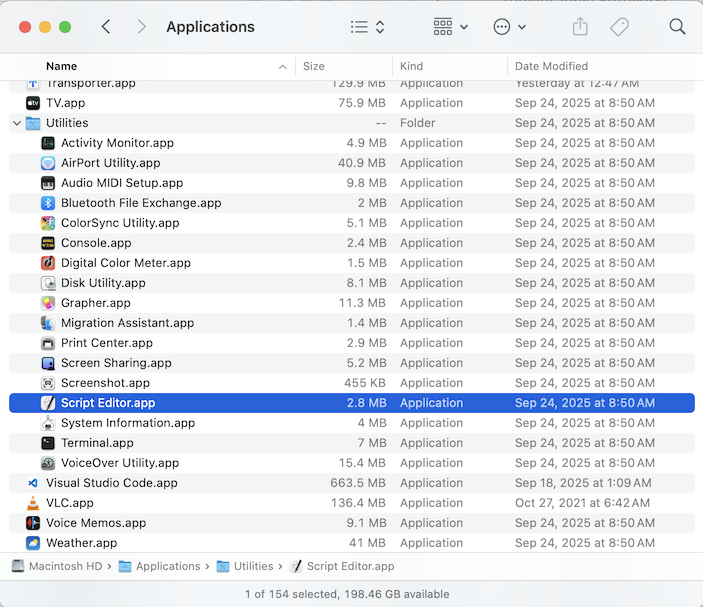 Applications
Name Size Kind Date Modified
Transporter.app 129.9 MB Application Yesterday at 12:47 AM
TV.app 75.9 MB Application Sep 24, 2025 at 8:50 AM
Utilities -- Folder Sep 24, 2025 at 8:50 AM
Activity Monitor.app 4.9 MB Application Sep 24, 2025 at 8:50 AM
AirPort Utility.app 40.9 MB Application Sep 24, 2025 at 8:50 AM
Audio MIDI Setup.app 9.8 MB Application Sep 24, 2025 at 8:50 AM
Bluetooth File Exchange.app 2 MB Application Sep 24, 2025 at 8:50 AM
ColorSync Utility.app 5.1 MB Application Sep 24, 2025 at 8:50 AM
Console.app 2.4 MB Application Sep 24, 2025 at 8:50 AM
Digital Color Meter.app 1.5 MB Application Sep 24, 2025 at 8:50 AM
Disk Utility.app 8.1 MB Application Sep 24, 2025 at 8:50 AM
Grapher.app 11.3 MB Application Sep 24, 2025 at 8:50 AM
Migration Assistant.app 1.4 MB Application Sep 24, 2025 at 8:50 AM
Print Center.app 2.9 MB Application Sep 24, 2025 at 8:50 AM
Screen Sharing.app 5.2 MB Application Sep 24, 2025 at 8:50 AM
Screenshot.app 455 KB Application Sep 24, 2025 at 8:50 AM
Script Editor.app 2.8 MB Application Sep 24, 2025 at 8:50 AM
System Information.app 4 MB Application Sep 24, 2025 at 8:50 AM
Terminal.app 7 MB Application Sep 24, 2025 at 8:50 AM
VoiceOver Utility.app 15.4 MB Application Sep 24, 2025 at 8:50 AM
Visual Studio Code.app 663.5 MB Application Sep 18, 2025 at 1:09 AM
VLC.app 136.4 MB Application Oct 27, 2021 at 6:42 AM
Voice Memos.app 9.1 MB Application Sep 24, 2025 at 8:50 AM
Weather.app 41 MB Application Sep 24, 2025 at 8:50 AM
Macintosh HD › Applications › Utilities › Script Editor.app
1 of 154 selected, 198.46 GB available